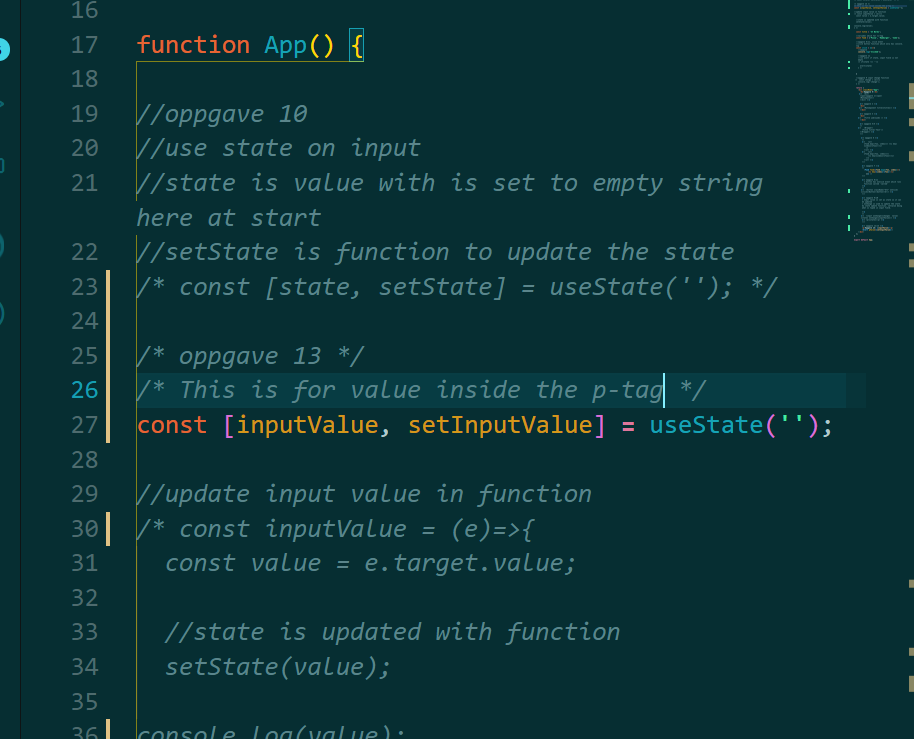 16
17 function App() {
18
19 //oppgave 10
20 //use state on input
21 //state is value with is set to empty string
here at start
22 //setState is function to update the state
23 /* const [state, setState] = useState(''); */
24
25 /* oppgave 13 */
26 /* This is for value inside the p-tag */
27 const [inputValue, setInputValue] = useState('');
28
29 //update input value in function
30 /* const inputValue = (e)=>{
31 const value = e.target.value;
32
33 //state is updated with function
34 setState(value);
35
36 console.log(value);